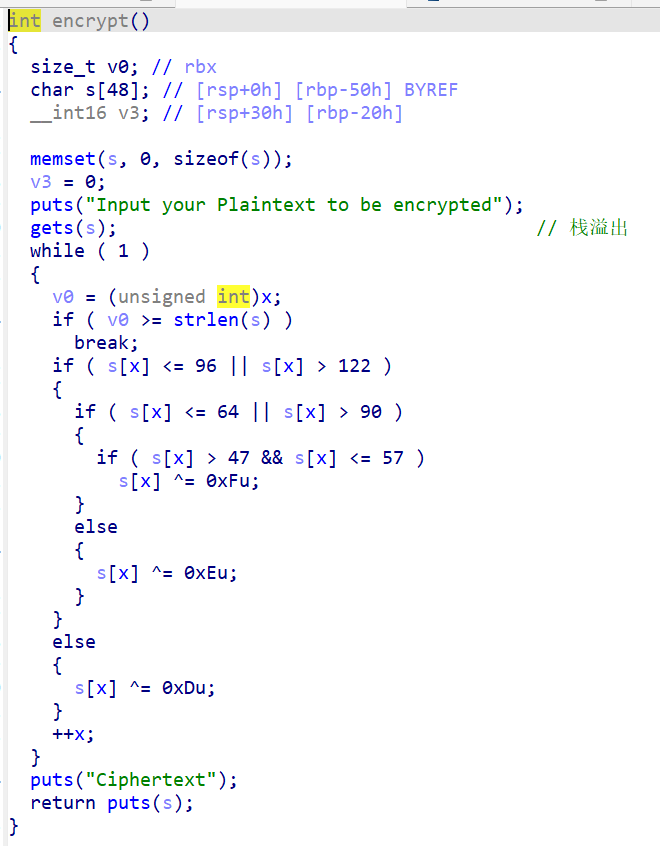 int encrypt()
{
  size_t v0; // rbx
  char s[48]; // [rsp+0h] [rbp-50h] BYREF
  __int16 v3; // [rsp+30h] [rbp-20h]

  memset(s, 0, sizeof(s));
  v3 = 0;
  puts("Input your Plaintext to be encrypted");
  gets(s); // 栈溢出
  while ( 1 )
  {
    v0 = (unsigned int)x;
    if ( v0 >= strlen(s) )
      break;
    if ( s[x] <= 96 || s[x] > 122 )
    {
      if ( s[x] <= 64 || s[x] > 90 )
      {
        if ( s[x] > 47 && s[x] <= 57 )
          s[x] ^= 0xFu;
      }
      else
      {
        s[x] ^= 0xEu;
      }
    }
    else
    {
      s[x] ^= 0xDu;
    }
    ++x;
  }
  puts("Ciphertext");
  return puts(s);
}